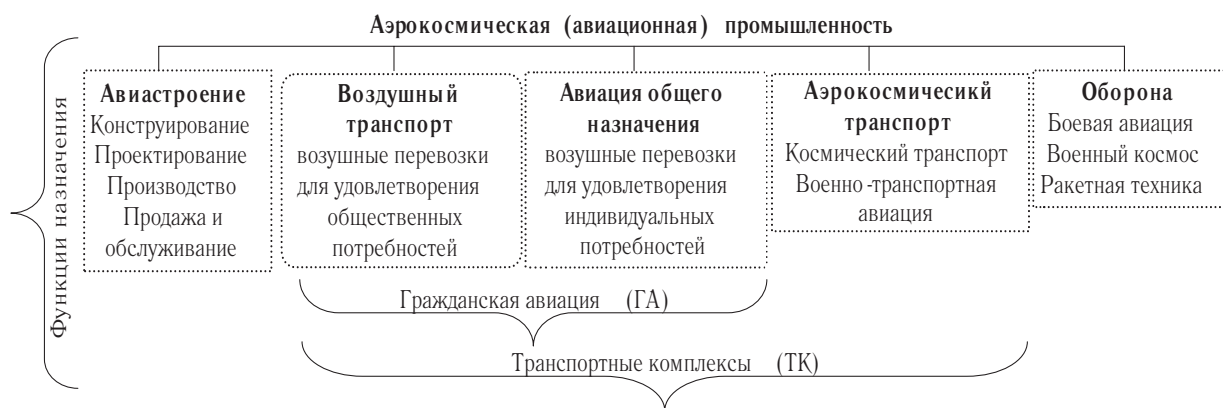 Аэрокосмическая (авиационная) промышленность
Функции назначения
Авиастроение
Конструирование
Проектирование
Производство
Продажа и
обслуживание
Воздушный
транспорт
возушные перевозки
для удовлетворения
общественных
потребностей
Авиация общего
назначения
возушные перевозки
для удовлетворения
индивидуальных
потребностей
Аэрокосмичесикй
транспорт
Космический транспорт
Военно-транспортная
авиация
Оборона
Боевая авиация
Военный космос
Ракетная техника
Гражданская авиация (ГА)
Транспортные комплексы (ТК)